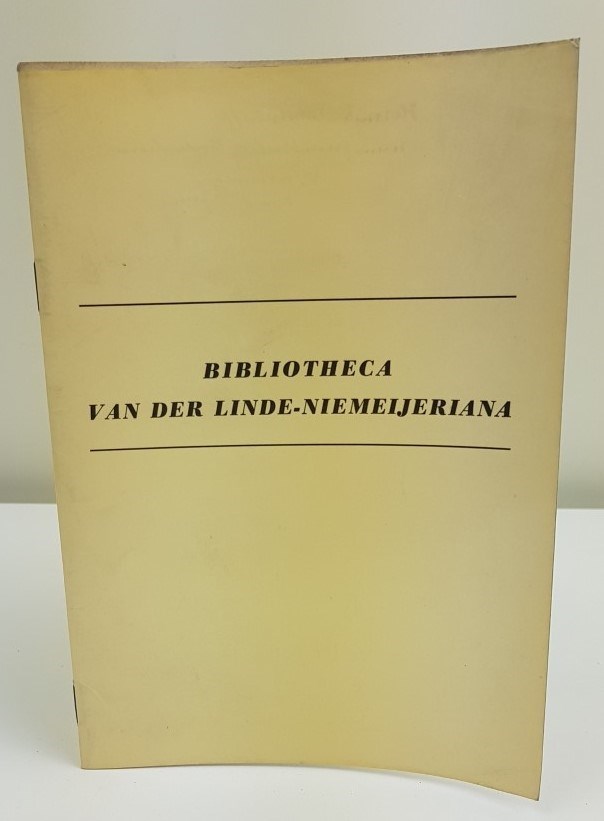 BIBLIOTHECA
VAN DER LINDE-NIEMEIJERIANA